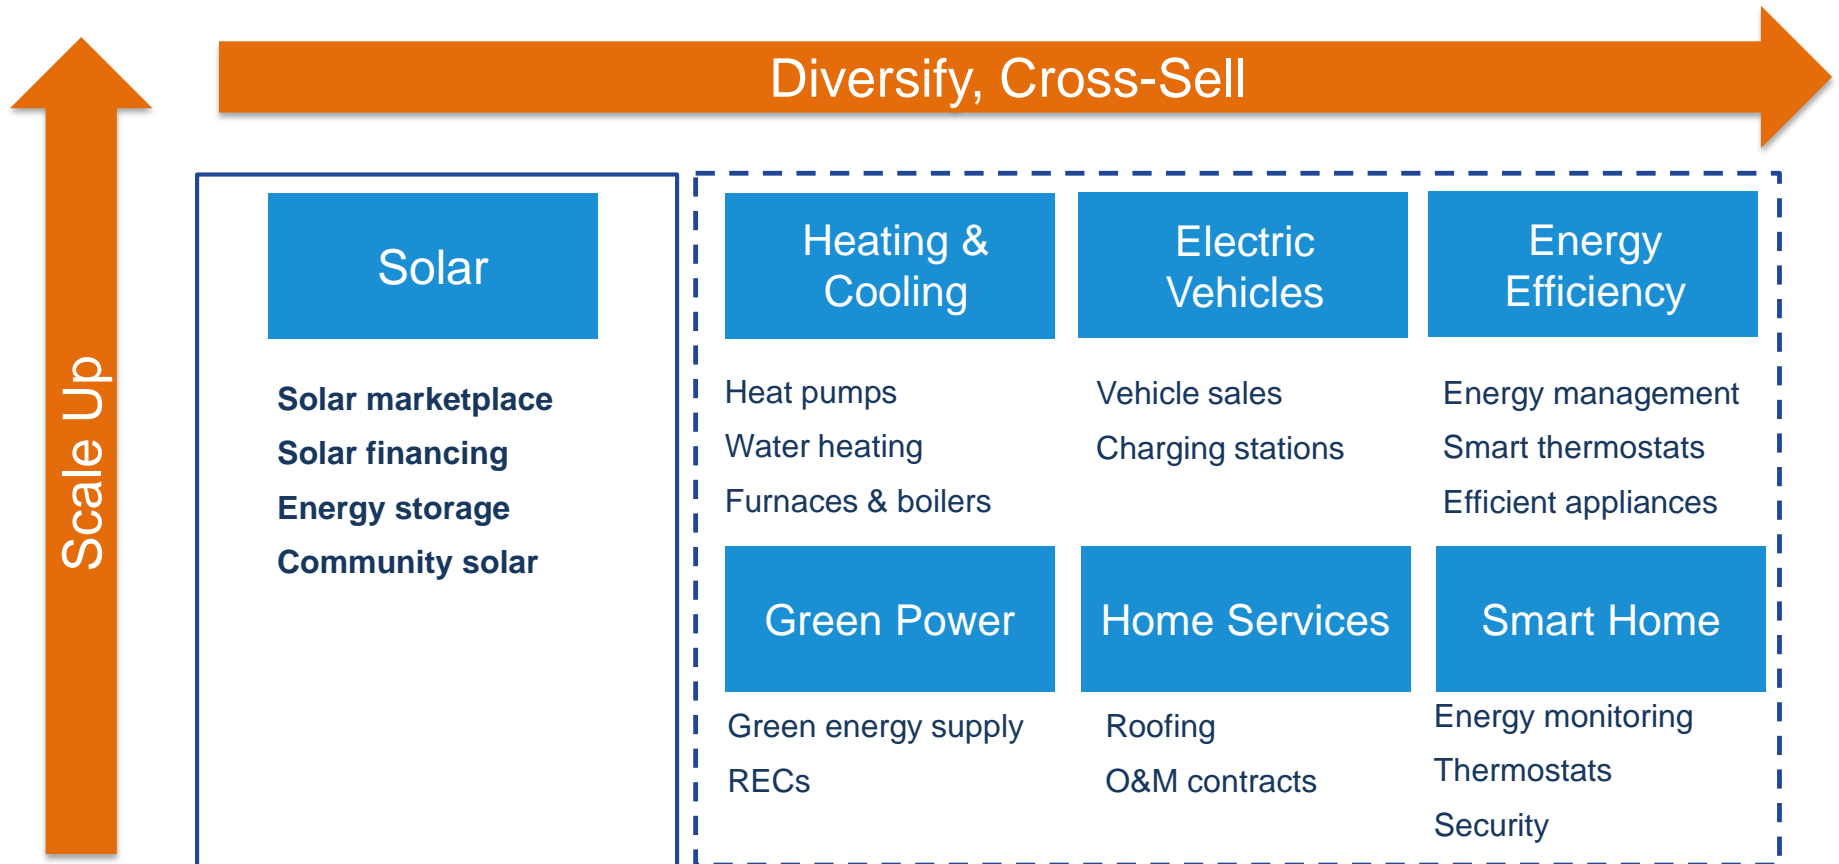 Diversify, Cross-Sell
Scale Up
Solar
Solar marketplace
Solar financing
Energy storage
Community solar
Heating &
Cooling
Heat pumps
Water heating
Furnaces & boilers
Electric
Vehicles
Vehicle sales
Charging stations
Energy
Efficiency
Energy management
Smart thermostats
Efficient appliances
Green Power
Green energy supply
RECs
Home Services
Roofing
O&M contracts
Smart Home
Energy monitoring
Thermostats
Security